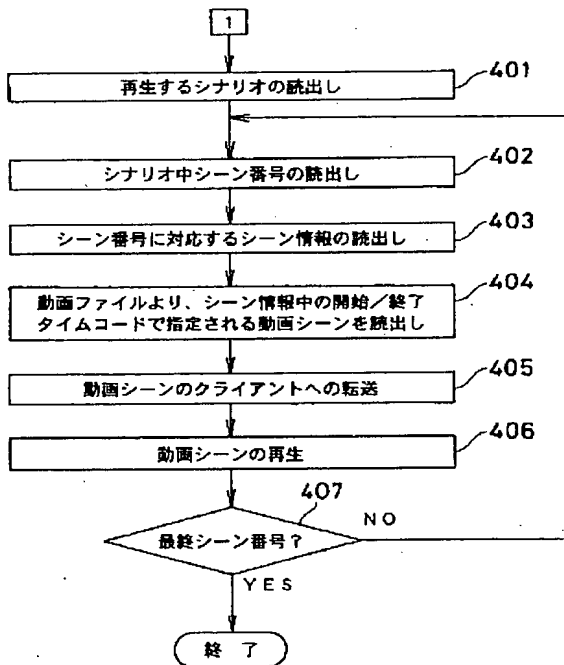 1
再生するシナリオの読出し
401
シナリオ中シーン番号の読出し
402
シーン番号に対応するシーン情報の読出し
403
動画ファイルより、シーン情報中の開始／終了
タイムコードで指定される動画シーンを読出し
404
動画シーンのクライアントへの転送
405
動画シーンの再生
406
最終シーン番号？
407
NO
YES
終 了